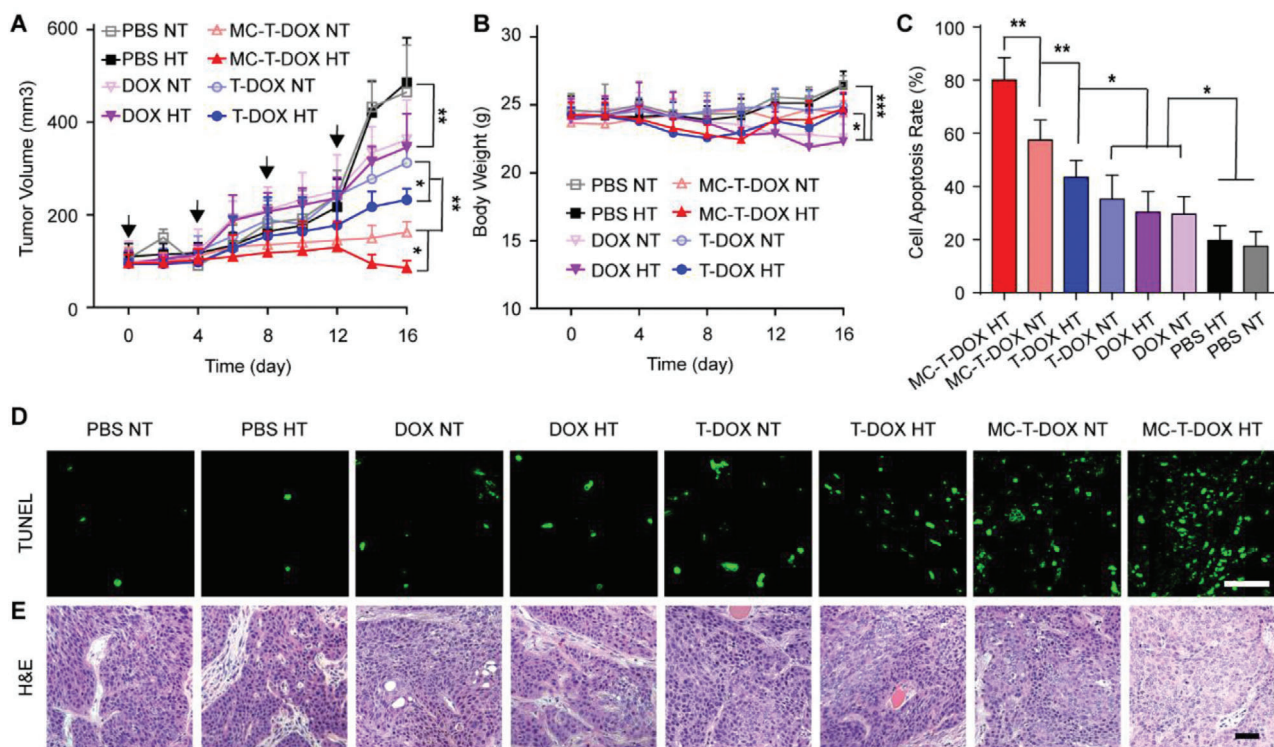 A
Tumor Volume (mm3)
600
400
200
0
PBS NT
PBS HT
DOX NT
DOX HT
MC-T-DOX NT
MC-T-DOX HT
T-DOX NT
T-DOX HT
**
*
**
*
0 4 8 12 16
Time (day)
B
Body Weight (g)
30
25
20
15
10
***
*
PBS NT
PBS HT
DOX NT
DOX HT
MC-T-DOX NT
MC-T-DOX HT
T-DOX NT
T-DOX HT
0 4 8 12 16
Time (day)
C
Cell Apoptosis Rate (%)
100
80
60
40
20
0
**
**
*
*
MC-T-DOX HT
MC-T-DOX NT
T-DOX HT
T-DOX NT
DOX HT
DOX NT
PBS HT
PBS NT
D
PBS NT PBS HT DOX NT DOX HT T-DOX NT T-DOX HT MC-T-DOX NT MC-T-DOX HT
TUNEL
E
H&E